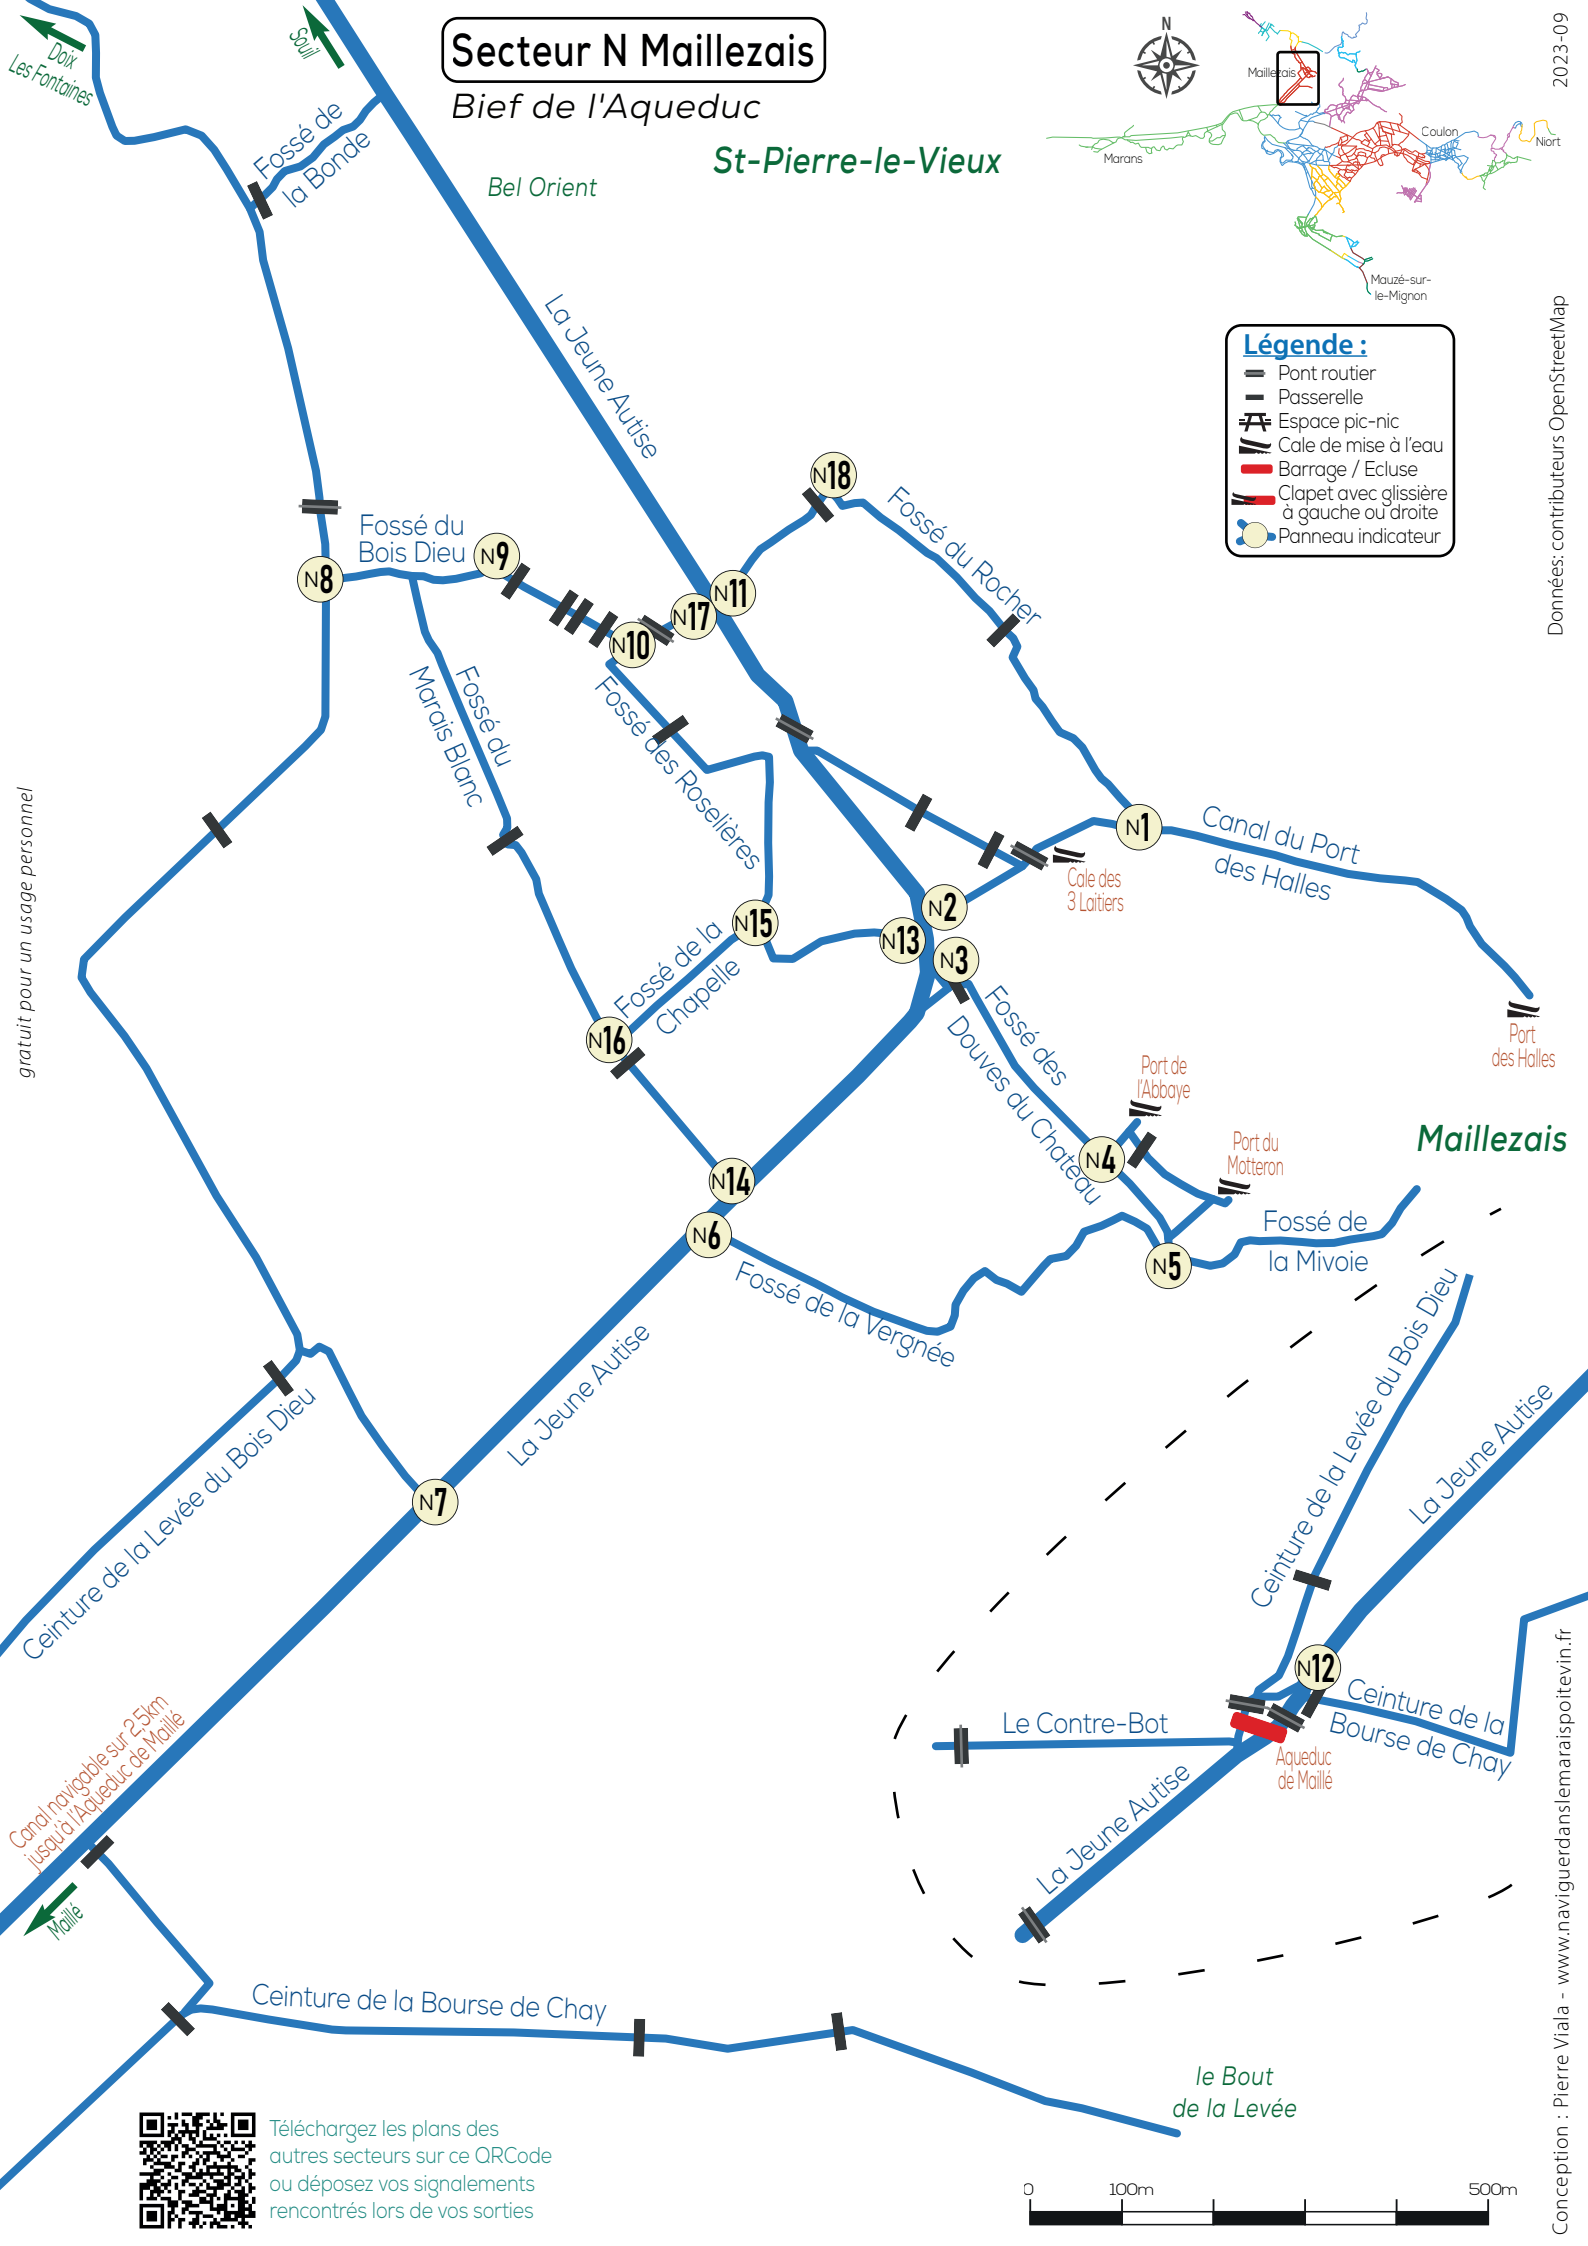 Secteur N Maillezais
Bief de l'Aqueduc
St-Pierre-le-Vieux
Bel Orient
Doix
Les Fontaines
Souil
Fossé de
la Bonde
La Jeune Autise
N
Maillezais
Marans
Coulon
Niort
Mauzé-sur-
le-Mignon
2023-09
Légende :
Pont routier
Passerelle
Espace pic-nic
Cale de mise à l'eau
Barrage / Ecluse
Clapet avec glissière
à gauche ou droite
Panneau indicateur
Données: contributeurs OpenStreetMap
N18
Fossé du Rocher
Fossé du
Bois Dieu
N9
N8
N11
N17
N10
Fossé du
Marais Blanc
Fossé des Roselières
gratuit pour un usage personnel
N1
Canal du Port
des Halles
Cale des
3 Laitiers
N2
N15
N13
N3
Fossé de la
Chapelle
Fossé des
Douves du Chateau
N16
Port
des Halles
Port de
l'Abbaye
Port du
Motteron
Maillezais
N4
N14
N6
N5
Fossé de
la Mivoie
Fossé de la Vergnée
La Jeune Autise
Ceinture de la Levée du Bois Dieu
N7
Ceinture de la Levée du Bois Dieu
La Jeune Autise
N12
Ceinture de la
Bourse de Chay
Le Contre-Bot
Aqueduc
de Maillé
La Jeune Autise
Canal navigable sur 2,5km
jusqu'à l'Aqueduc de Maillé
Maillé
Ceinture de la Bourse de Chay
le Bout
de la Levée
Téléchargez les plans des
autres secteurs sur ce QRCode
ou déposez vos signalements
rencontrés lors de vos sorties
0 100m 500m
Conception : Pierre Viala - www.naviguerdanslemaraispoitevin.fr